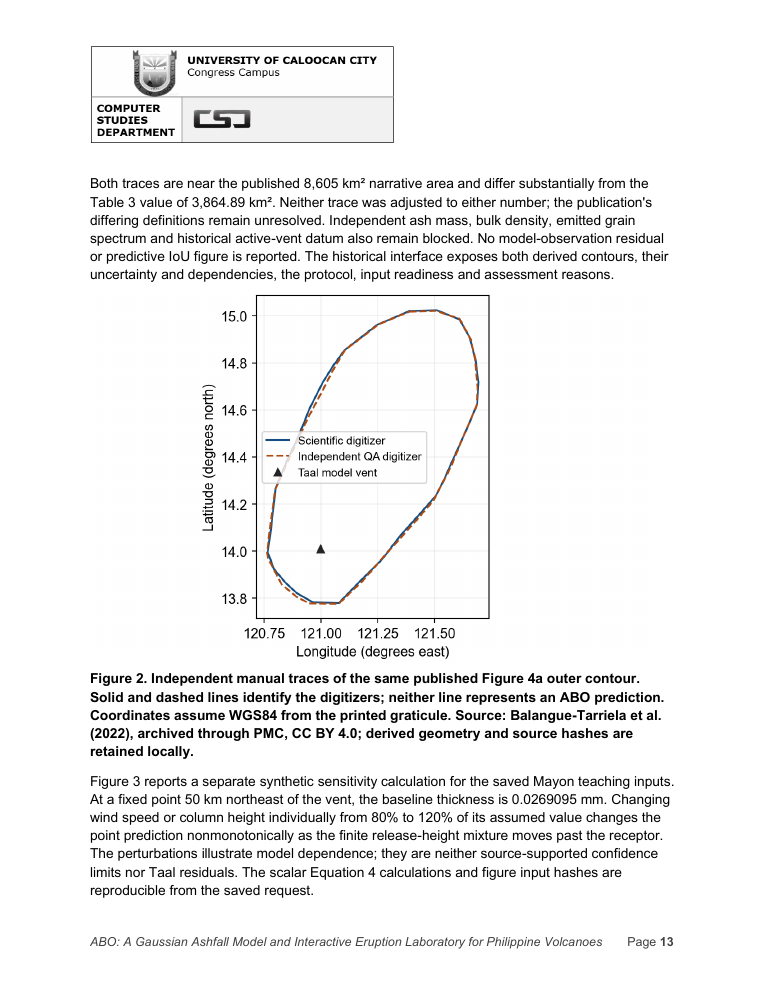 UNIVERSITY OF CALOOCAN CITY
Congress Campus
COMPUTER
STUDIES
DEPARTMENT
CSD
Both traces are near the published 8,605 km² narrative area and differ substantially from the
Table 3 value of 3,864.89 km². Neither trace was adjusted to either number; the publication's
differing definitions remain unresolved. Independent ash mass, bulk density, emitted grain
spectrum and historical active-vent datum also remain blocked. No model-observation residual
or predictive IoU figure is reported. The historical interface exposes both derived contours, their
uncertainty and dependencies, the protocol, input readiness and assessment reasons.
15.0
14.8
14.6
14.4
14.2
14.0
13.8
Latitude (degrees north)
Scientific digitizer
Independent QA digitizer
Taal model vent
120.75 121.00 121.25 121.50
Longitude (degrees east)
Figure 2. Independent manual traces of the same published Figure 4a outer contour.
Solid and dashed lines identify the digitizers; neither line represents an ABO prediction.
Coordinates assume WGS84 from the printed graticule. Source: Balangue-Tarriela et al.
(2022), archived through PMC, CC BY 4.0; derived geometry and source hashes are
retained locally.
Figure 3 reports a separate synthetic sensitivity calculation for the saved Mayon teaching inputs.
At a fixed point 50 km northeast of the vent, the baseline thickness is 0.0269095 mm. Changing
wind speed or column height individually from 80% to 120% of its assumed value changes the
point prediction nonmonotonically as the finite release-height mixture moves past the receptor.
The perturbations illustrate model dependence; they are neither source-supported confidence
limits nor Taal residuals. The scalar Equation 4 calculations and figure input hashes are
reproducible from the saved request.
ABO: A Gaussian Ashfall Model and Interactive Eruption Laboratory for Philippine Volcanoes Page 13